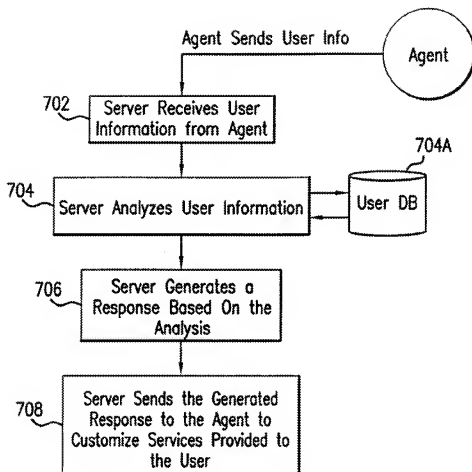 Agent Sends User Info
Agent
702
Server Receives User
Information from Agent
704
Server Analyzes User Information
704A
User DB
706
Server Generates a
Response Based On the
Analysis
708
Server Sends the Generated
Response to the Agent to
Customize Services Provided to
the User